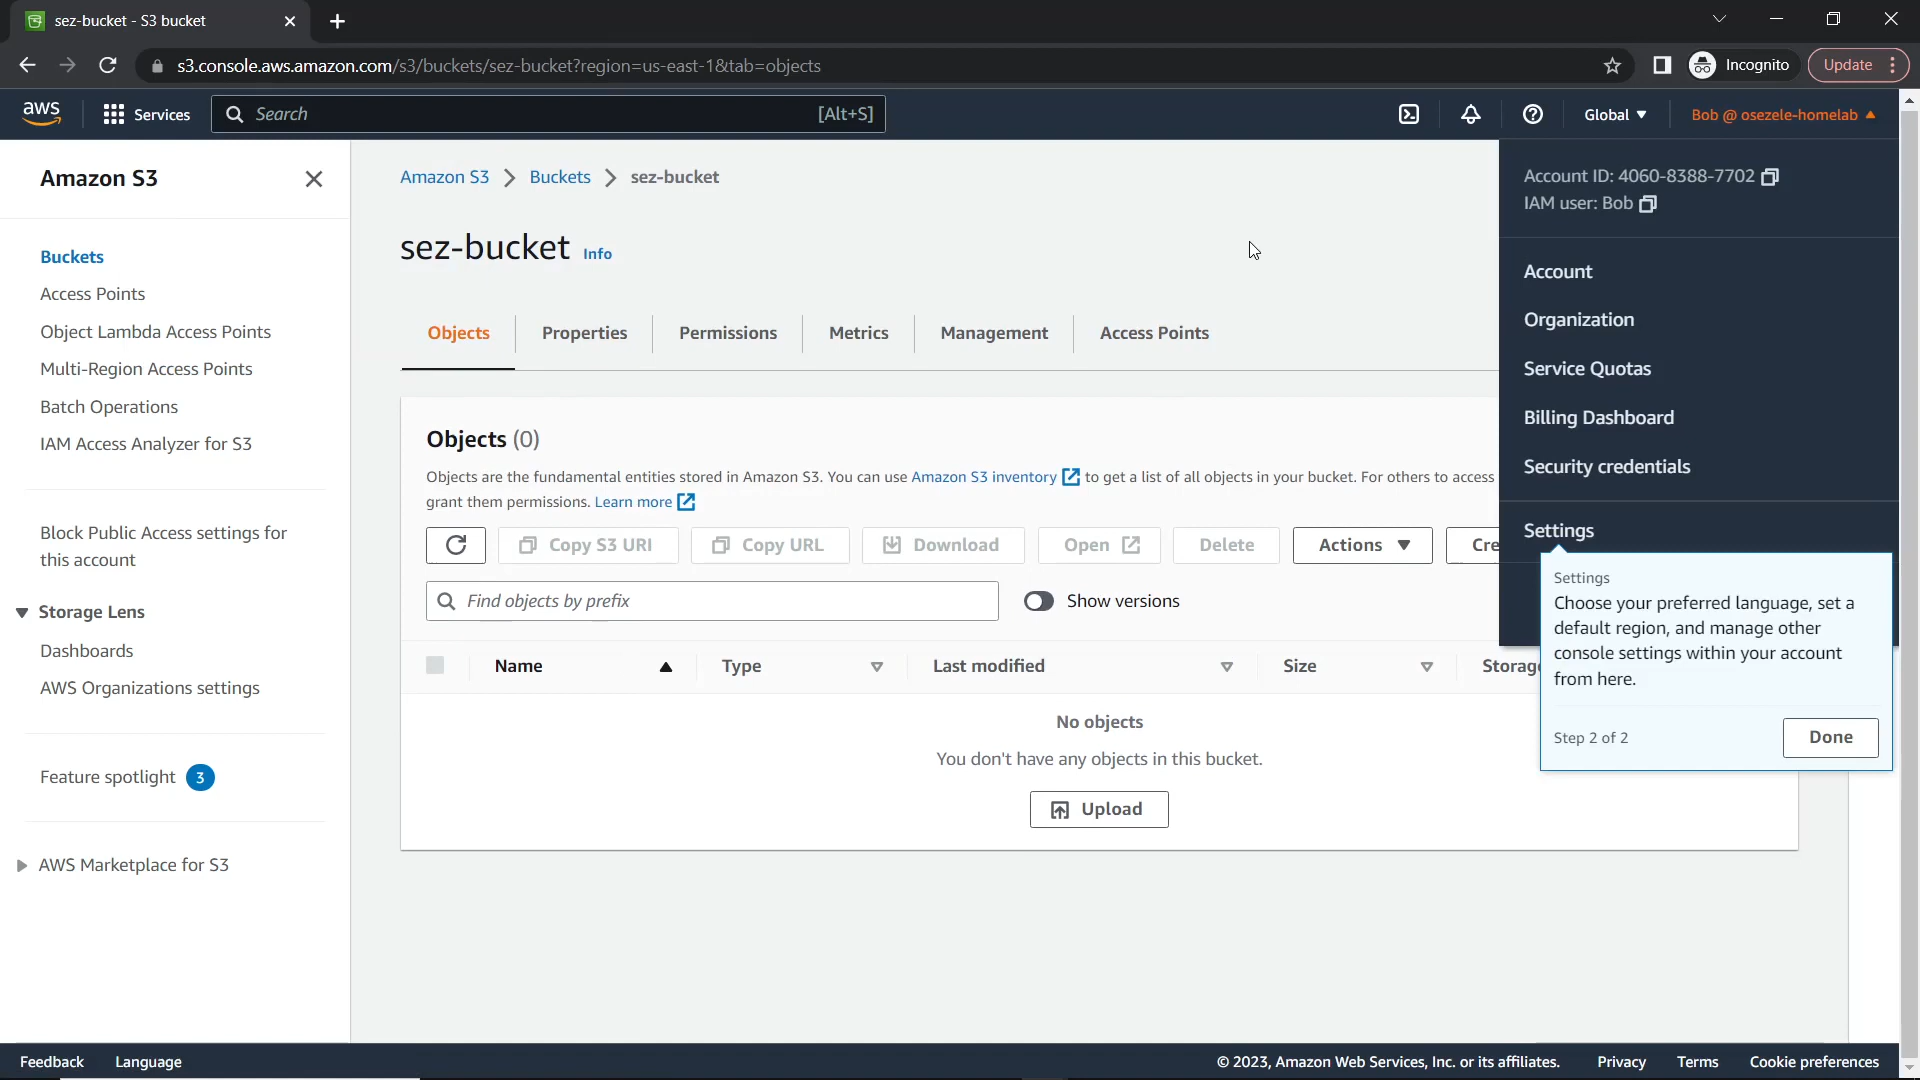 sez-bucket - S3 bucket
s3.console.aws.amazon.com/s3/buckets/sez-bucket?region=us-east-1&tab=objects
Incognito
Update
aws
Services
Search
[Alt+S]
Global
Bob @ osezele-homelab
Amazon S3
Buckets
Access Points
Object Lambda Access Points
Multi-Region Access Points
Batch Operations
IAM Access Analyzer for S3
Block Public Access settings for
this account
Storage Lens
Dashboards
AWS Organizations settings
Feature spotlight 3
AWS Marketplace for S3
Amazon S3 > Buckets > sez-bucket
sez-bucket Info
Objects
Properties
Permissions
Metrics
Management
Access Points
Objects (0)
Objects are the fundamental entities stored in Amazon S3. You can use Amazon S3 inventory to get a list of all objects in your bucket. For others to access
grant them permissions. Learn more
Copy S3 URI
Copy URL
Download
Open
Delete
Actions
Cre
Find objects by prefix
Show versions
Name
Type
Last modified
Size
Storag
No objects
You don't have any objects in this bucket.
Upload
Account ID: 4060-8388-7702
IAM user: Bob
Account
Organization
Service Quotas
Billing Dashboard
Security credentials
Settings
Settings
Choose your preferred language, set a
default region, and manage other
console settings within your account
from here.
Step 2 of 2
Done
Feedback
Language
© 2023, Amazon Web Services, Inc. or its affiliates.
Privacy
Terms
Cookie preferences